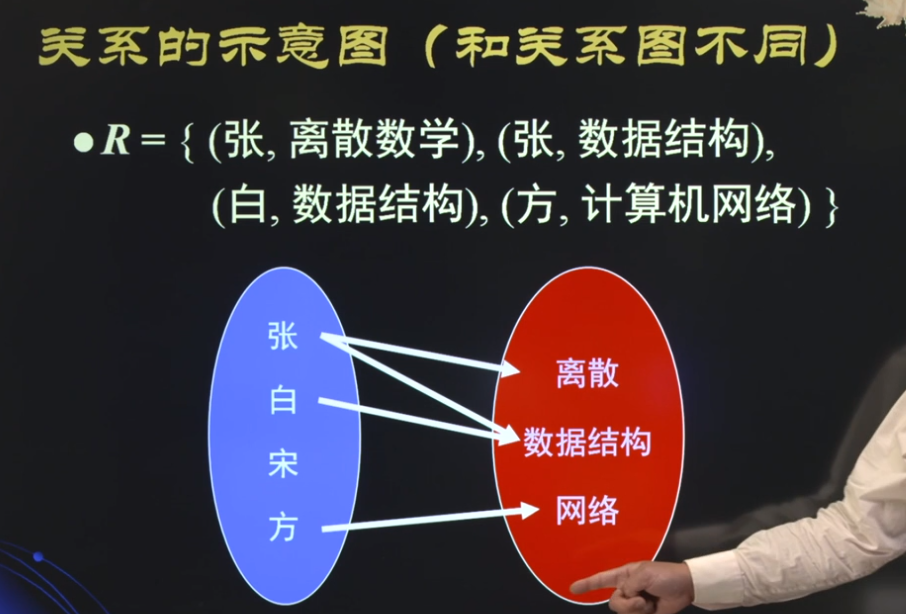 关系的示意图（和关系图不同）
●R = { (张, 离散数学), (张, 数据结构),
(白, 数据结构), (方, 计算机网络) }
张
白
宋
方
离散
数据结构
网络